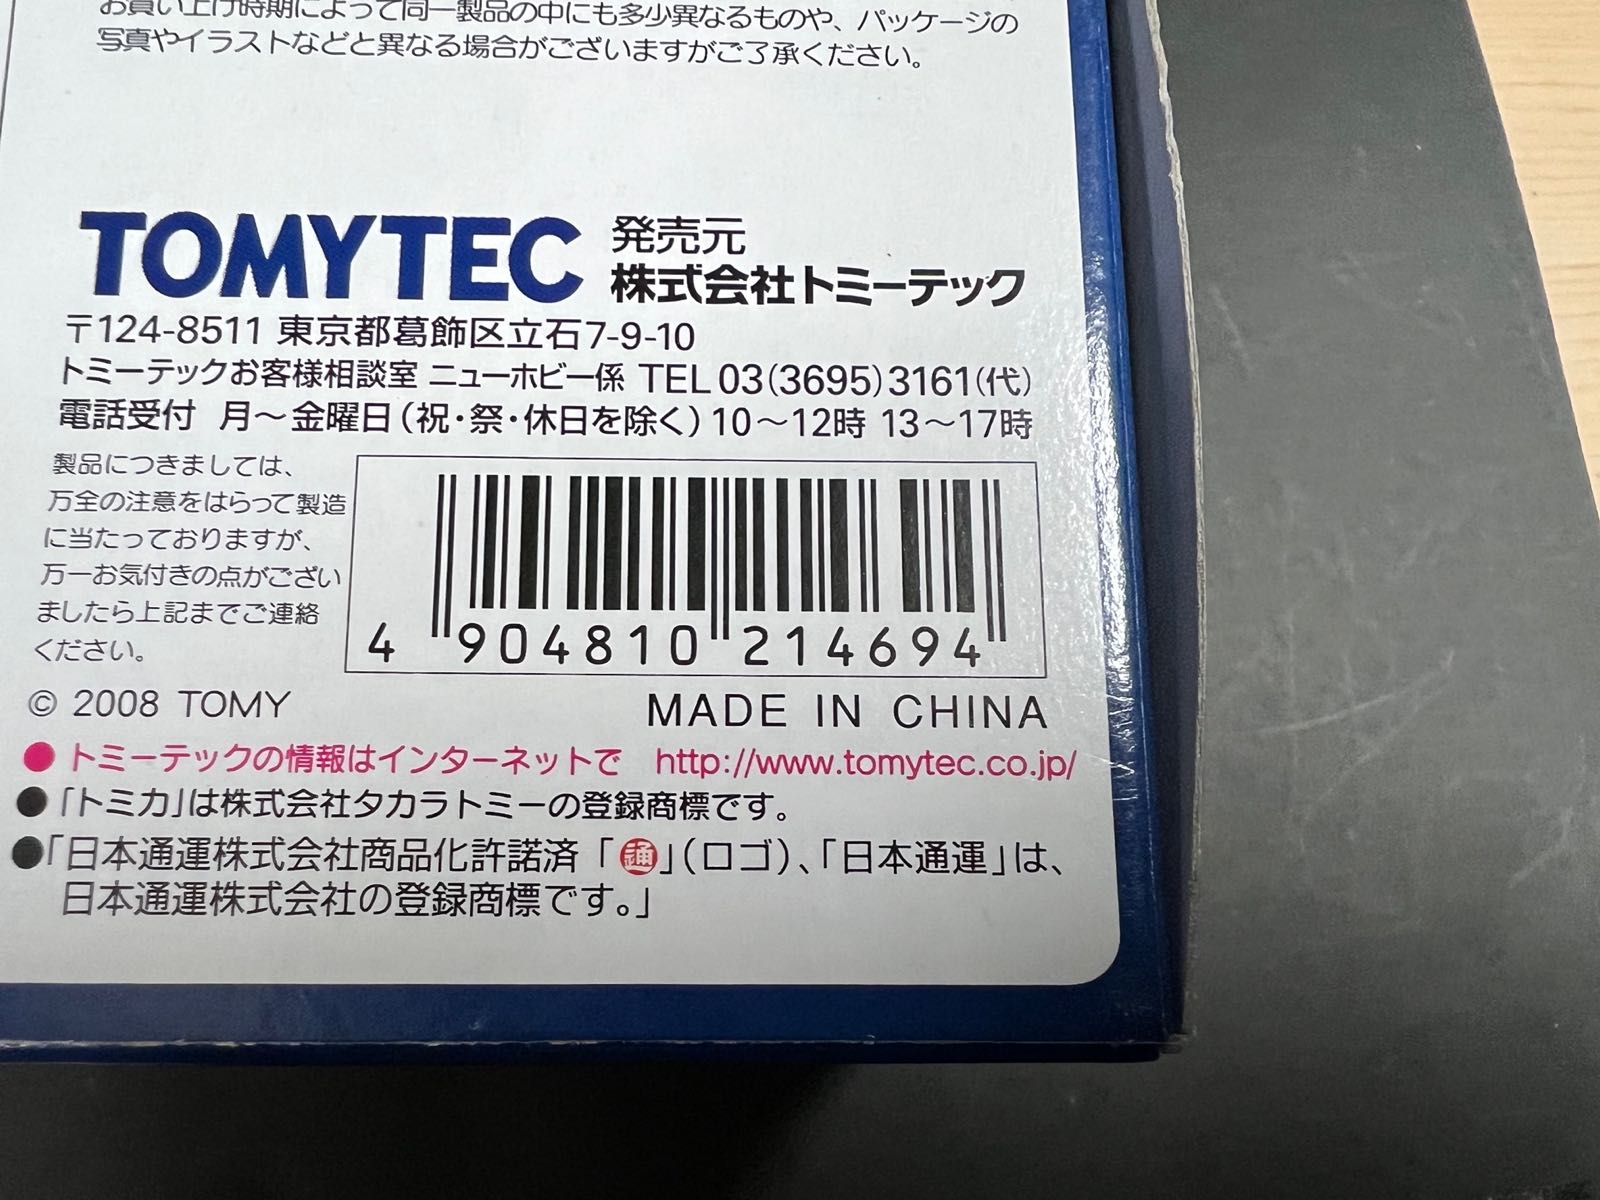 お買い上げ時期によって同一製品の中にも多少異なるものや、パッケージの
写真やイラストなどと異なる場合がございますがご了承ください。
TOMYTEC 発売元
株式会社トミーテック
〒124-8511 東京都葛飾区立石7-9-10
トミーテックお客様相談室 ニューホビー係 TEL 03(3695)3161(代)
電話受付 月～金曜日(祝・祭・休日を除く) 10～12時 13～17時
製品につきましては、
万全の注意をはらって製造
に当たっておりますが、
万一お気付きの点がござい
ましたら上記までご連絡
ください。
4 904810 214694
© 2008 TOMY MADE IN CHINA
●トミーテックの情報はインターネットで http://www.tomytec.co.jp/
●「トミカ」は株式会社タカラトミーの登録商標です。
●「日本通運株式会社商品化許諾済「通」(ロゴ)、「日本通運」は、
日本通運株式会社の登録商標です。」